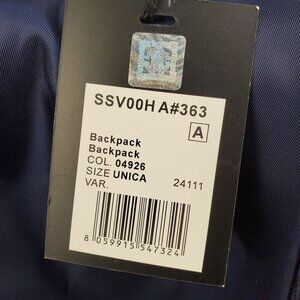 SSV00H A#363
A
Backpack
Backpack
COL. 04926
SIZE UNICA
24111
VAR.
8 059915 547324